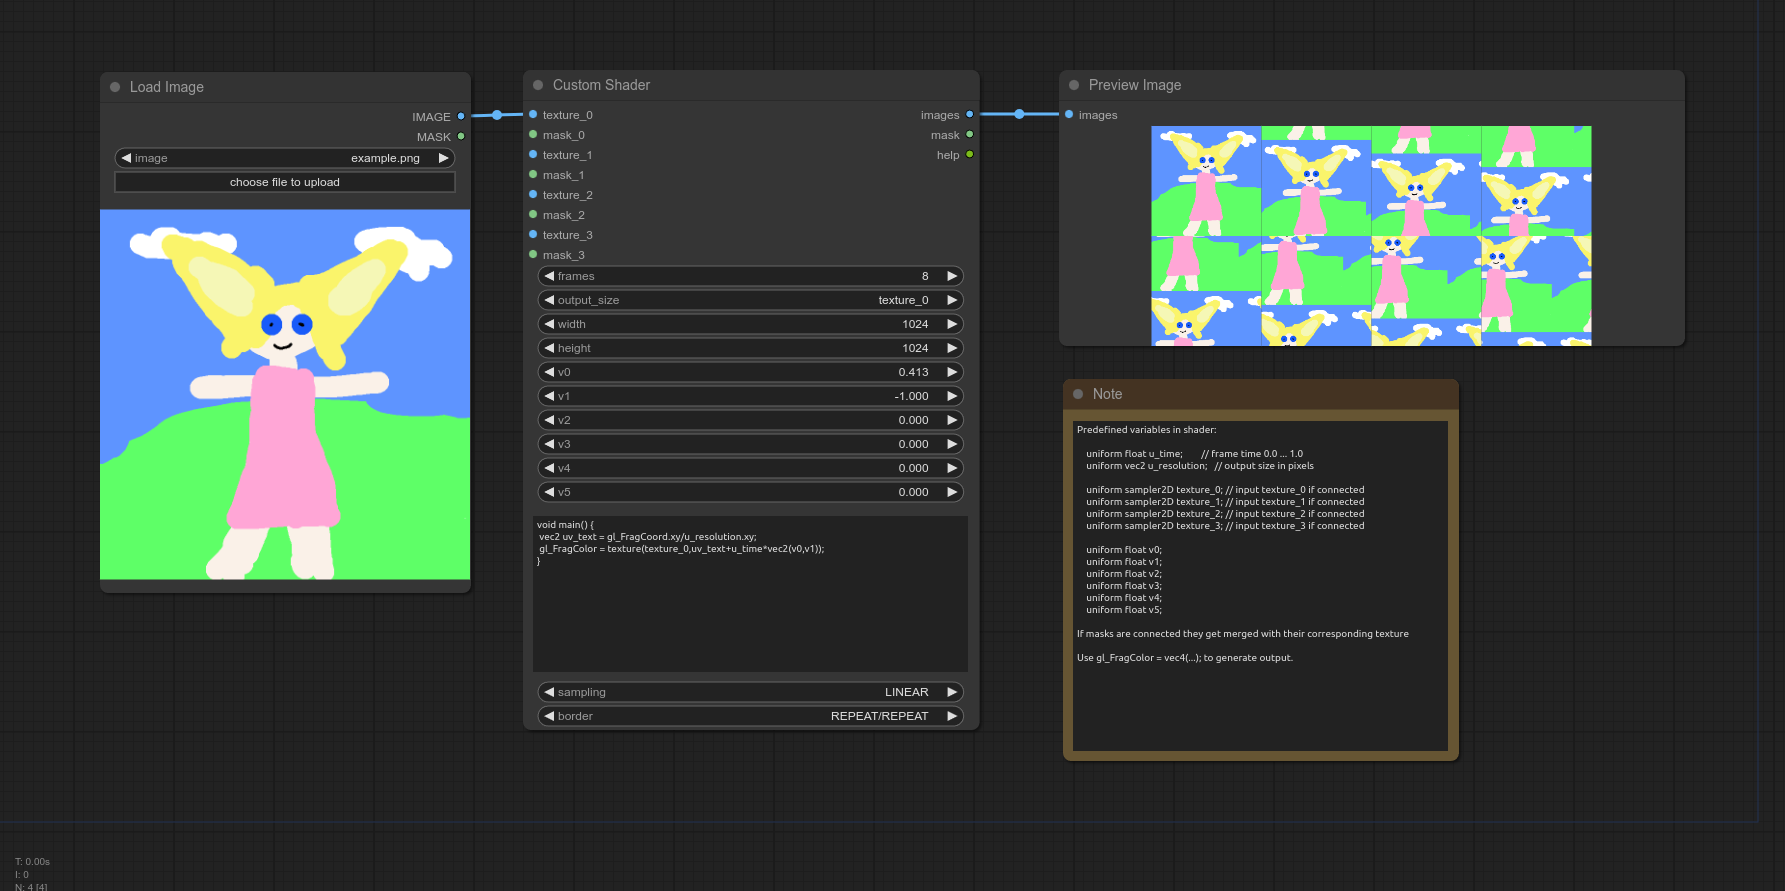 Load Image
IMAGE
MASK
image example.png
choose file to upload
Custom Shader
texture_0 images
mask_0 mask
texture_1 help
mask_1
texture_2
mask_2
texture_3
mask_3
frames 8
output_size texture_0
width 1024
height 1024
v0 0.413
v1 -1.000
v2 0.000
v3 0.000
v4 0.000
v5 0.000
void main() {
vec2 uv_text = gl_FragCoord.xy/u_resolution.xy;
gl_FragColor = texture(texture_0,uv_text+u_time*vec2(v0,v1));
}
sampling LINEAR
border REPEAT/REPEAT
Preview Image
images
Note
Predefined variables in shader:
uniform float u_time; // frame time 0.0 ... 1.0
uniform vec2 u_resolution; // output size in pixels
uniform sampler2D texture_0; // input texture_0 if connected
uniform sampler2D texture_1; // input texture_1 if connected
uniform sampler2D texture_2; // input texture_2 if connected
uniform sampler2D texture_3; // input texture_3 if connected
uniform float v0;
uniform float v1;
uniform float v2;
uniform float v3;
uniform float v4;
uniform float v5;
If masks are connected they get merged with their corresponding texture
Use gl_FragColor = vec4(...); to generate output.
T: 0.00s
I: 0
N: 4 [4]